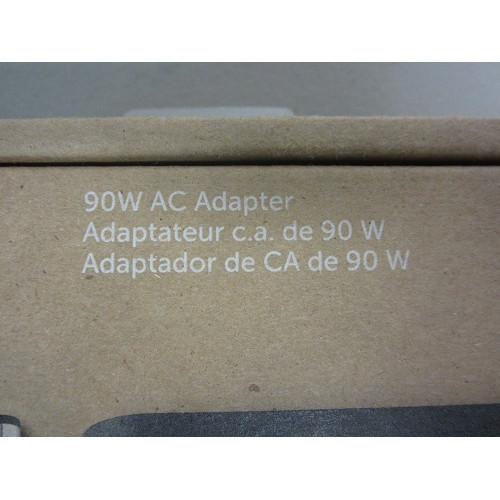 90W AC Adapter
Adaptateur c.a. de 90 W
Adaptador de CA de 90 W